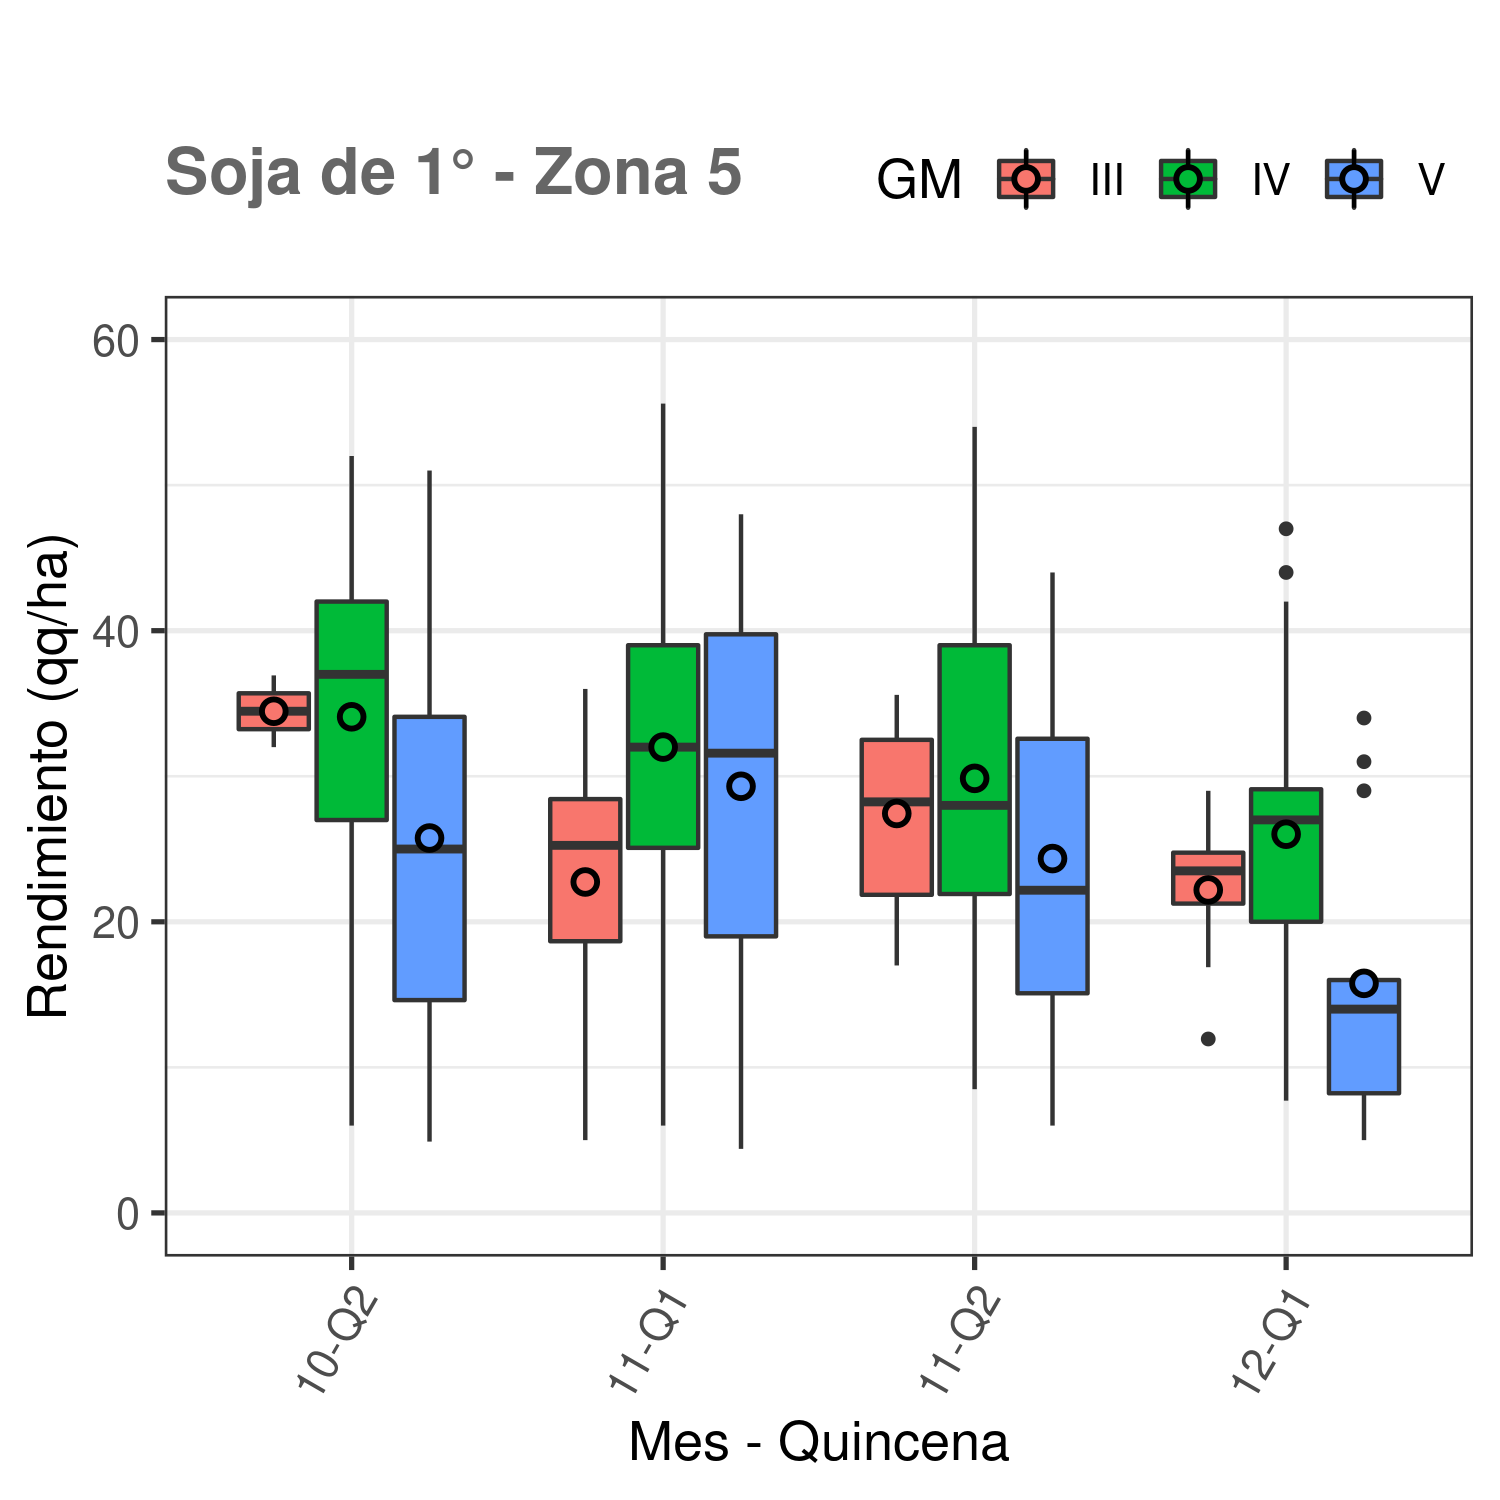 Soja de 1° - Zona 5
GM III IV V
Rendimiento (qq/ha)
60
40
20
0
10-Q2 11-Q1 11-Q2 12-Q1
Mes - Quincena